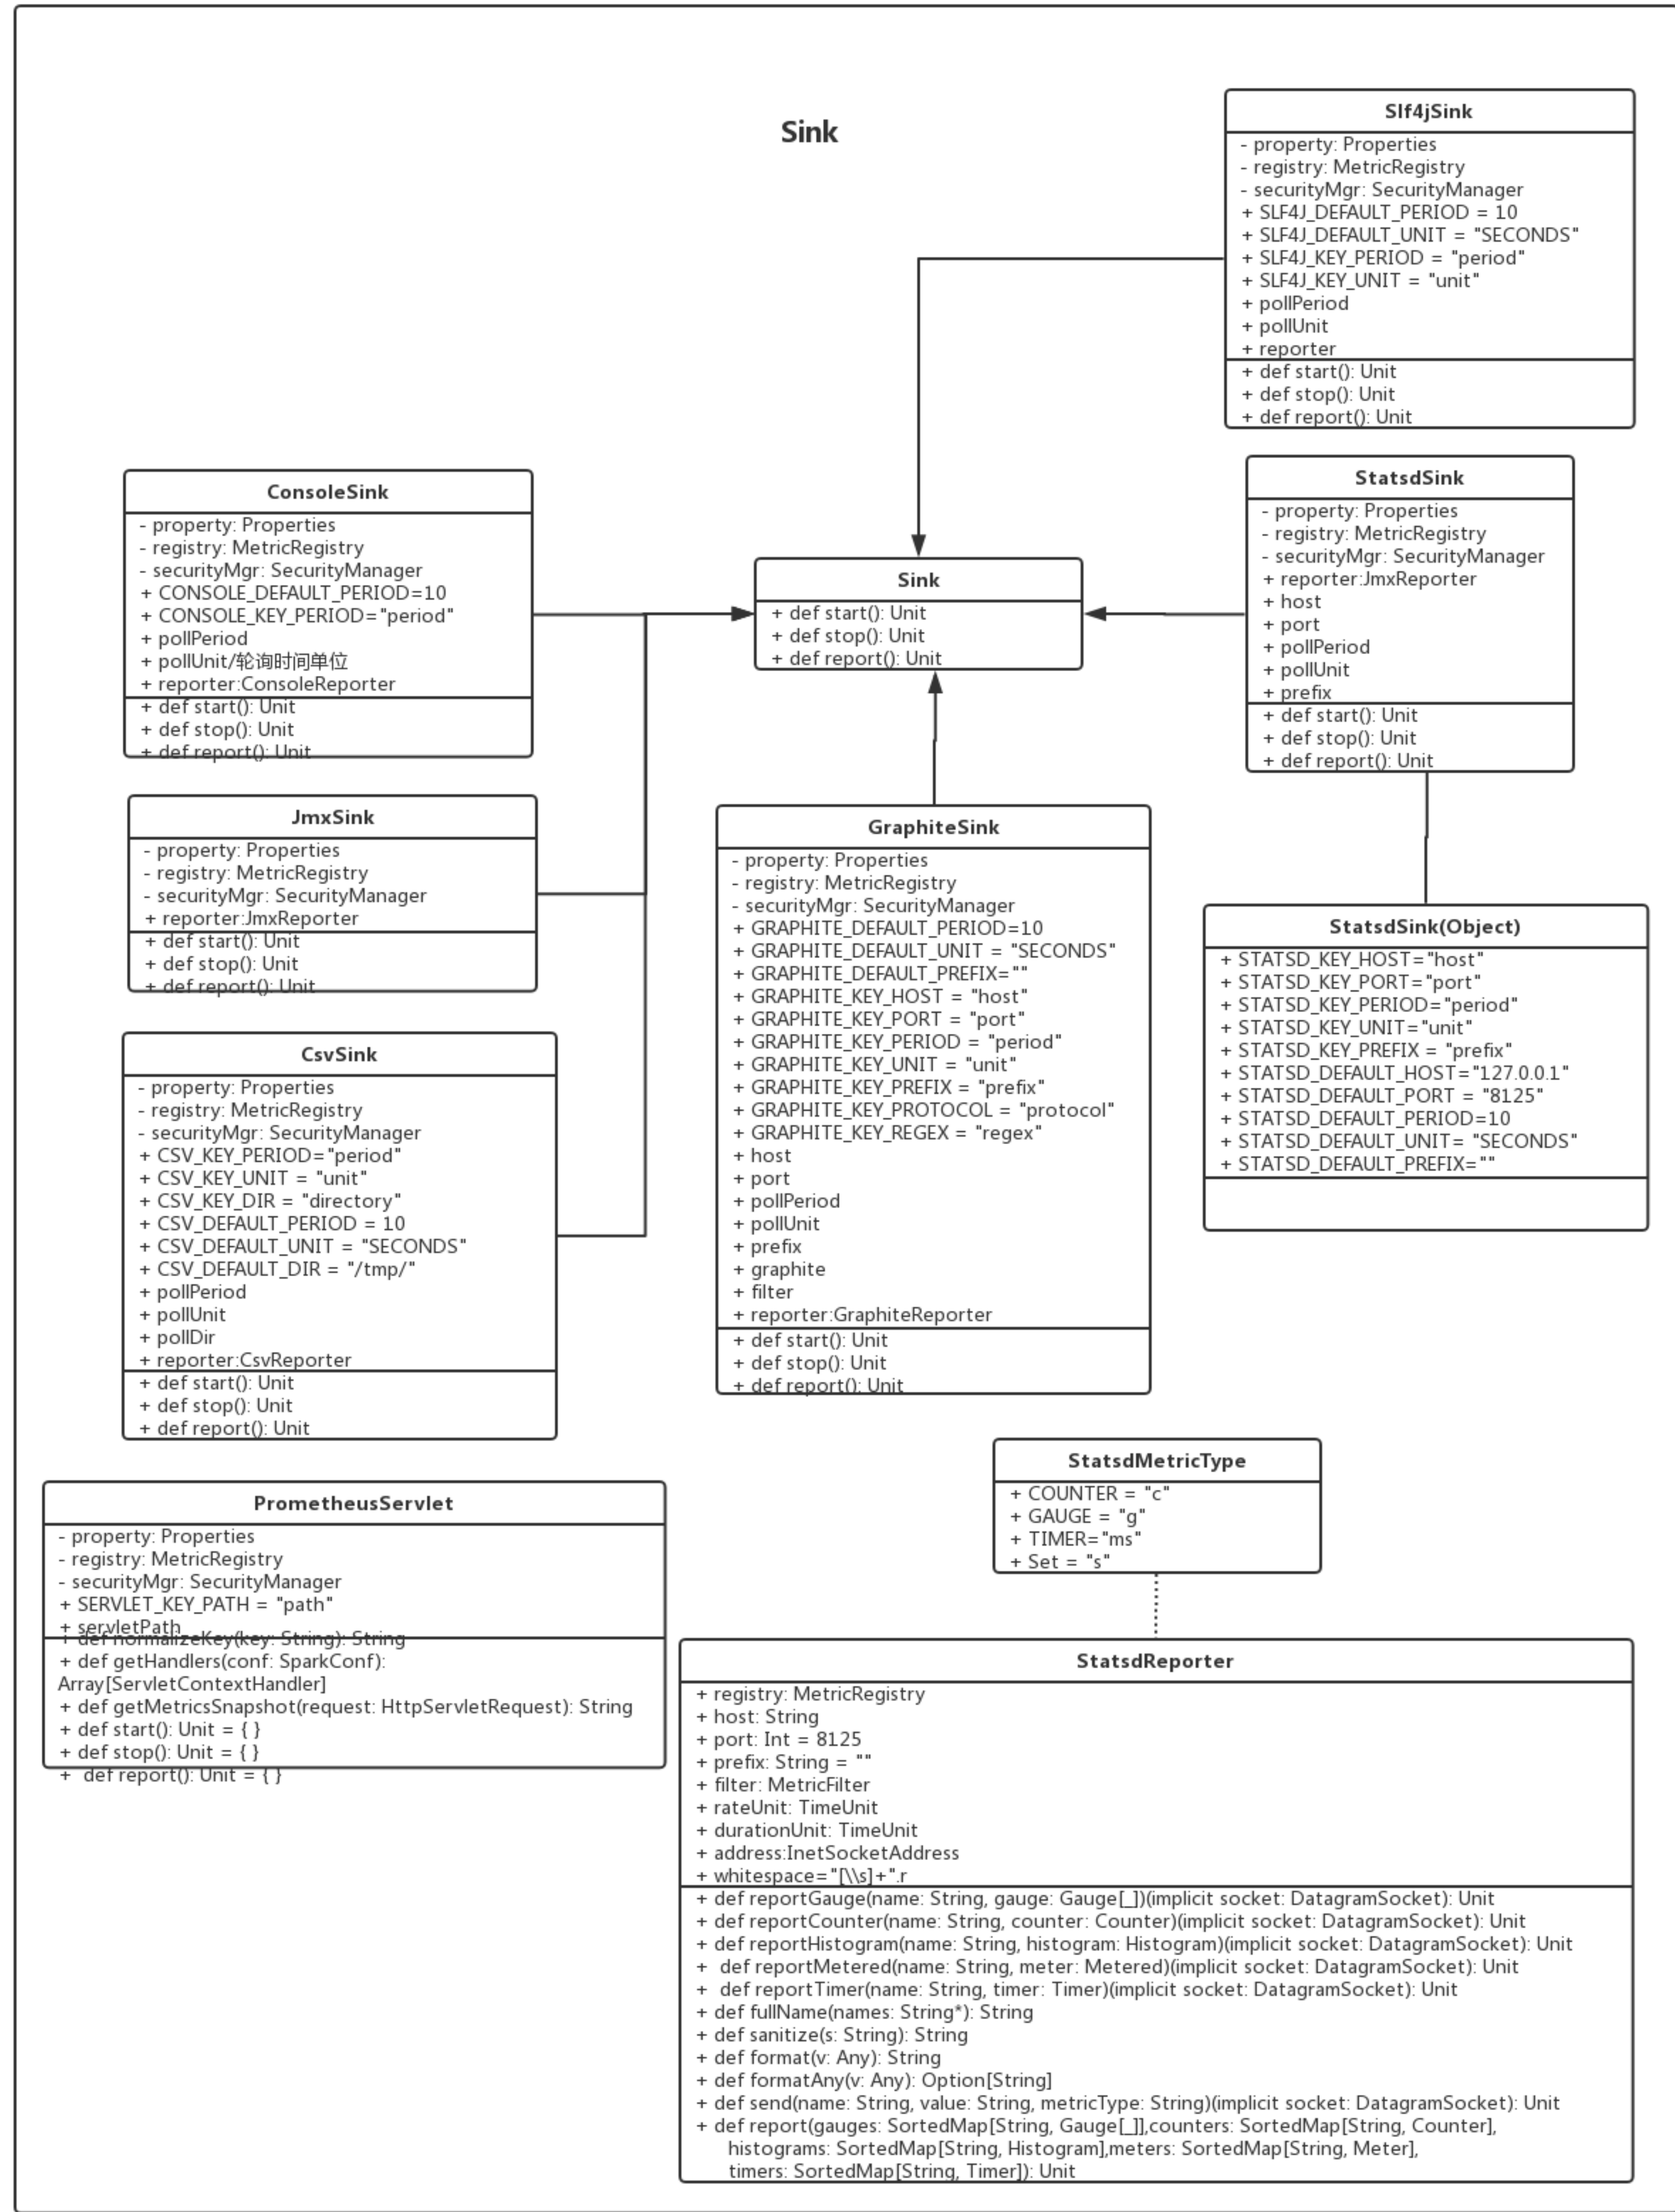 Sink
Slf4jSink
- property: Properties
- registry: MetricRegistry
- securityMgr: SecurityManager
+ SLF4J_DEFAULT_PERIOD = 10
+ SLF4J_DEFAULT_UNIT = "SECONDS"
+ SLF4J_KEY_PERIOD = "period"
+ SLF4J_KEY_UNIT = "unit"
+ pollPeriod
+ pollUnit
+ reporter
+ def start(): Unit
+ def stop(): Unit
+ def report(): Unit
ConsoleSink
- property: Properties
- registry: MetricRegistry
- securityMgr: SecurityManager
+ CONSOLE_DEFAULT_PERIOD=10
+ CONSOLE_KEY_PERIOD="period"
+ pollPeriod
+ pollUnit/轮询时间单位
+ reporter:ConsoleReporter
+ def start(): Unit
+ def stop(): Unit
+ def report(): Unit
Sink
+ def start(): Unit
+ def stop(): Unit
+ def report(): Unit
StatsdSink
- property: Properties
- registry: MetricRegistry
- securityMgr: SecurityManager
+ reporter:JmxReporter
+ host
+ port
+ pollPeriod
+ pollUnit
+ prefix
+ def start(): Unit
+ def stop(): Unit
+ def report(): Unit
JmxSink
- property: Properties
- registry: MetricRegistry
- securityMgr: SecurityManager
+ reporter:JmxReporter
+ def start(): Unit
+ def stop(): Unit
+ def report(): Unit
GraphiteSink
- property: Properties
- registry: MetricRegistry
- securityMgr: SecurityManager
+ GRAPHITE_DEFAULT_PERIOD=10
+ GRAPHITE_DEFAULT_UNIT = "SECONDS"
+ GRAPHITE_DEFAULT_PREFIX=""
+ GRAPHITE_KEY_HOST = "host"
+ GRAPHITE_KEY_PORT = "port"
+ GRAPHITE_KEY_PERIOD = "period"
+ GRAPHITE_KEY_UNIT = "unit"
+ GRAPHITE_KEY_PREFIX = "prefix"
+ GRAPHITE_KEY_PROTOCOL = "protocol"
+ GRAPHITE_KEY_REGEX = "regex"
+ host
+ port
+ pollPeriod
+ pollUnit
+ prefix
+ graphite
+ filter
+ reporter:GraphiteReporter
+ def start(): Unit
+ def stop(): Unit
+ def report(): Unit
StatsdSink(Object)
+ STATSD_KEY_HOST="host"
+ STATSD_KEY_PORT="port"
+ STATSD_KEY_PERIOD="period"
+ STATSD_KEY_UNIT="unit"
+ STATSD_KEY_PREFIX = "prefix"
+ STATSD_DEFAULT_HOST="127.0.0.1"
+ STATSD_DEFAULT_PORT = "8125"
+ STATSD_DEFAULT_PERIOD=10
+ STATSD_DEFAULT_UNIT= "SECONDS"
+ STATSD_DEFAULT_PREFIX=""
CsvSink
- property: Properties
- registry: MetricRegistry
- securityMgr: SecurityManager
+ CSV_KEY_PERIOD="period"
+ CSV_KEY_UNIT = "unit"
+ CSV_KEY_DIR = "directory"
+ CSV_DEFAULT_PERIOD = 10
+ CSV_DEFAULT_UNIT = "SECONDS"
+ CSV_DEFAULT_DIR = "/tmp/"
+ pollPeriod
+ pollUnit
+ pollDir
+ reporter:CsvReporter
+ def start(): Unit
+ def stop(): Unit
+ def report(): Unit
PrometheusServlet
- property: Properties
- registry: MetricRegistry
- securityMgr: SecurityManager
+ SERVLET_KEY_PATH = "path"
+ servletPath
+ def normalizeKey(key: String): String
+ def getHandlers(conf: SparkConf):
Array[ServletContextHandler]
+ def getMetricsSnapshot(request: HttpServletRequest): String
+ def start(): Unit = { }
+ def stop(): Unit = { }
+  def report(): Unit = { }
StatsdMetricType
+ COUNTER = "c"
+ GAUGE = "g"
+ TIMER="ms"
+ Set = "s"
StatsdReporter
+ registry: MetricRegistry
+ host: String
+ port: Int = 8125
+ prefix: String = ""
+ filter: MetricFilter
+ rateUnit: TimeUnit
+ durationUnit: TimeUnit
+ address:InetSocketAddress
+ whitespace="[\\s]+".r
+ def reportGauge(name: String, gauge: Gauge[_])(implicit socket: DatagramSocket): Unit
+ def reportCounter(name: String, counter: Counter)(implicit socket: DatagramSocket): Unit
+ def reportHistogram(name: String, histogram: Histogram)(implicit socket: DatagramSocket): Unit
+  def reportMetered(name: String, meter: Metered)(implicit socket: DatagramSocket): Unit
+  def reportTimer(name: String, timer: Timer)(implicit socket: DatagramSocket): Unit
+ def fullName(names: String*): String
+ def sanitize(s: String): String
+ def format(v: Any): String
+ def formatAny(v: Any): Option[String]
+ def send(name: String, value: String, metricType: String)(implicit socket: DatagramSocket): Unit
+ def report(gauges: SortedMap[String, Gauge[_]],counters: SortedMap[String, Counter],
histograms: SortedMap[String, Histogram],meters: SortedMap[String, Meter],
timers: SortedMap[String, Timer]): Unit